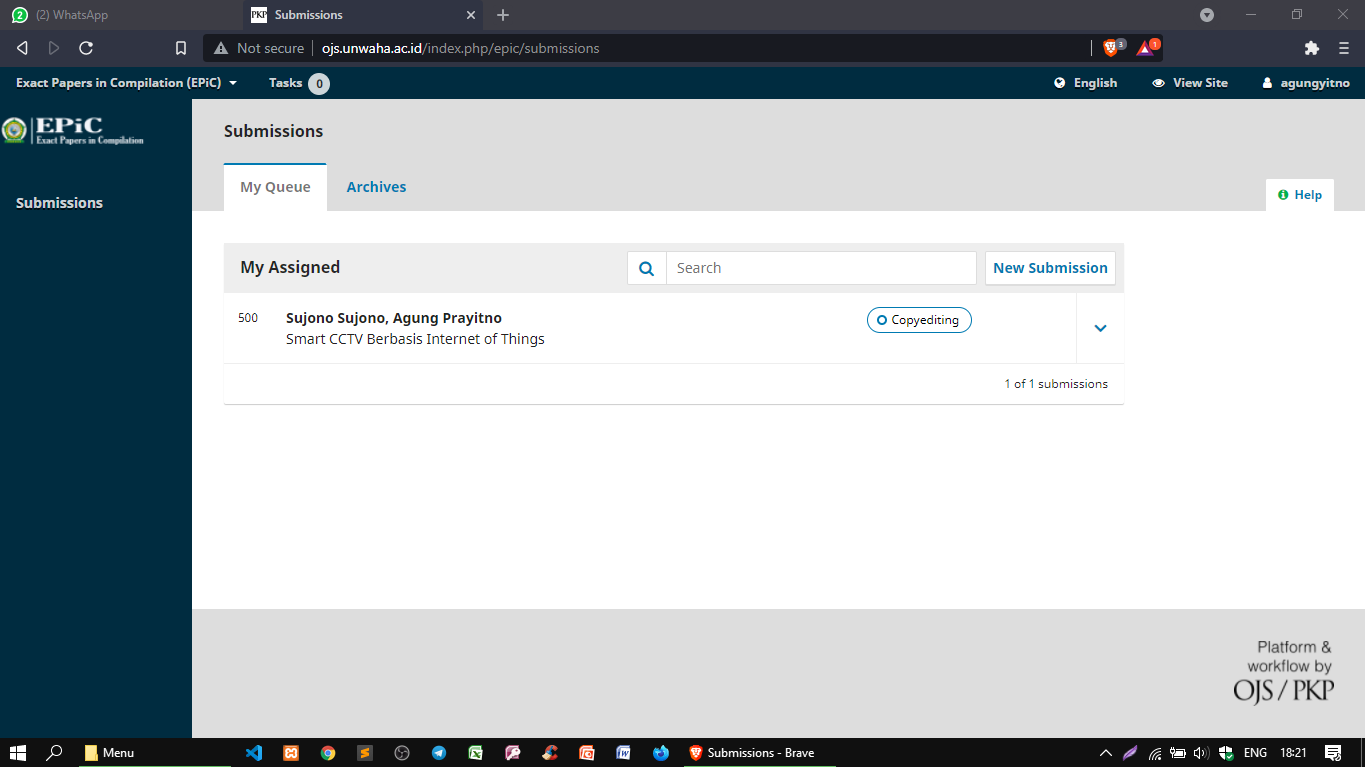 2 (2) WhatsApp
PKP Submissions
Not secure ojs.unwaha.ac.id/index.php/epic/submissions 3 1
Exact Papers in Compilation (EPiC) Tasks 0 English View Site agungyitno
EPiC
Exact Papers in Compilation
Submissions
Submissions
My Queue Archives
Help
My Assigned Search New Submission
500 Sujono Sujono, Agung Prayitno Copyediting
Smart CCTV Berbasis Internet of Things
1 of 1 submissions
Platform &
workflow by
OJS / PKP
Menu Submissions - Brave ENG 18:21